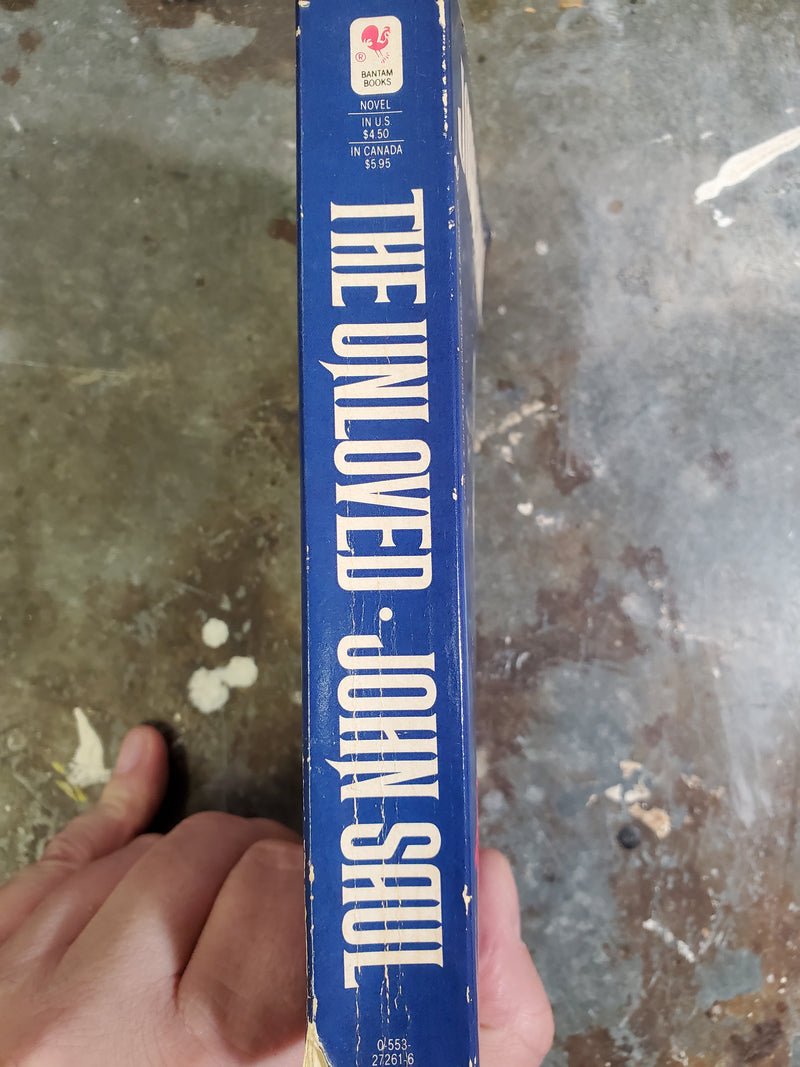 ®
BANTAM
BOOKS
NOVEL
IN U.S.
$4.50
IN CANADA
$5.95
THE UNLOVED • JOHN SAUL
0-553-
27261-6